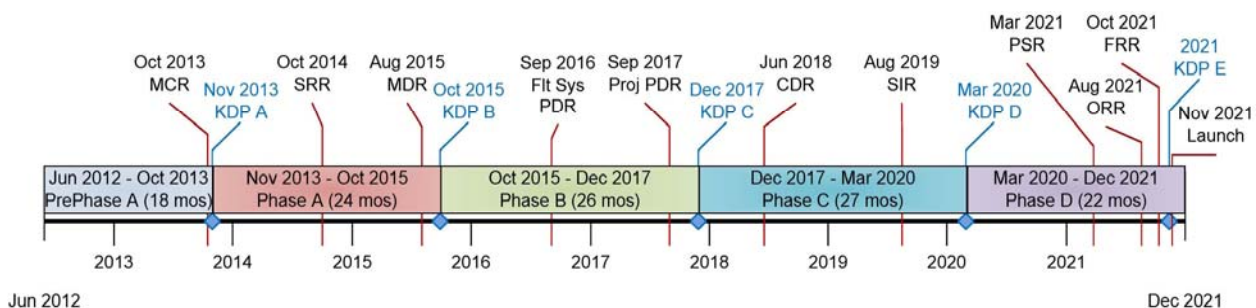 Oct 2013
MCR
Nov 2013
KDP A
Oct 2014
SRR
Aug 2015
MDR
Oct 2015
KDP B
Sep 2016
Flt Sys
PDR
Sep 2017
Proj PDR
Dec 2017
KDP C
Jun 2018
CDR
Aug 2019
SIR
Mar 2020
KDP D
Mar 2021
PSR
Aug 2021
ORR
Oct 2021
FRR
2021
KDP E
Nov 2021
Launch
Jun 2012 - Oct 2013
PrePhase A (18 mos)
Nov 2013 - Oct 2015
Phase A (24 mos)
Oct 2015 - Dec 2017
Phase B (26 mos)
Dec 2017 - Mar 2020
Phase C (27 mos)
Mar 2020 - Dec 2021
Phase D (22 mos)
2013 2014 2015 2016 2017 2018 2019 2020 2021
Jun 2012 Dec 2021